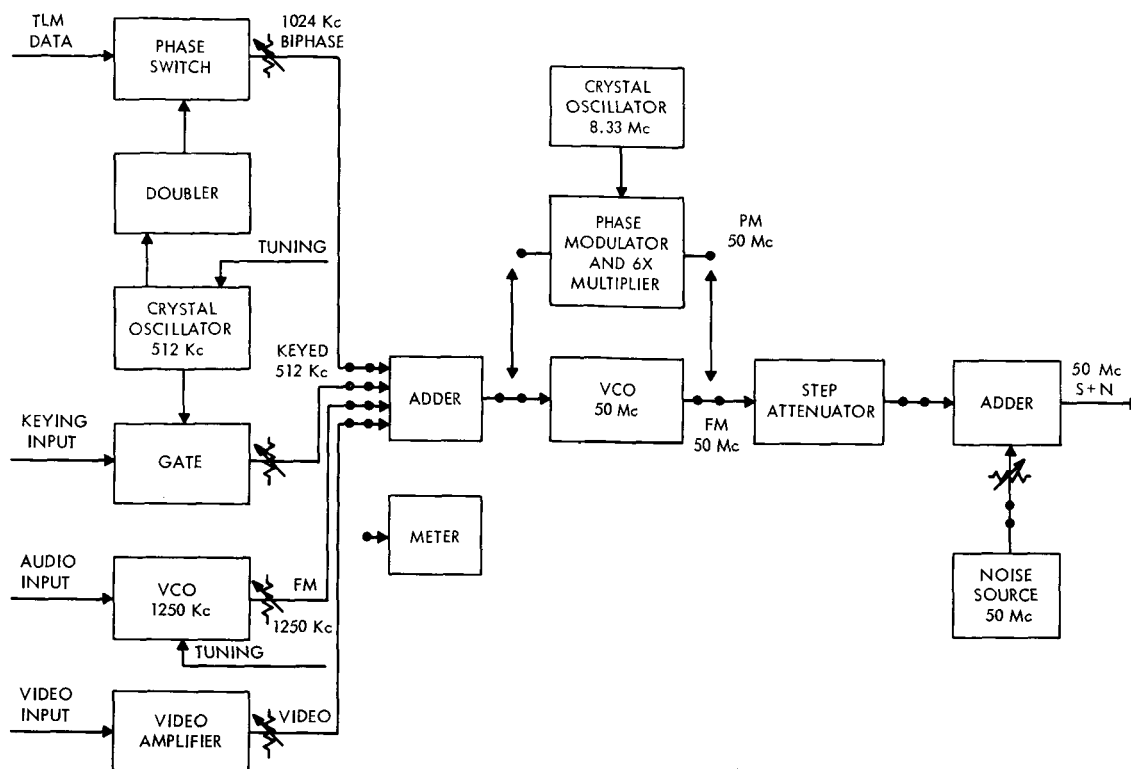 TLM
DATA
PHASE
SWITCH
1024 Kc
BIPHASE
DOUBLER
TUNING
CRYSTAL
OSCILLATOR
512 Kc
KEYED
512 Kc
KEYING
INPUT
GATE
AUDIO
INPUT
VCO
1250 Kc
FM
1250 Kc
TUNING
VIDEO
INPUT
VIDEO
AMPLIFIER
VIDEO
ADDER
METER
CRYSTAL
OSCILLATOR
8.33 Mc
PHASE
MODULATOR
AND 6X
MULTIPLIER
PM
50 Mc
VCO
50 Mc
FM
50 Mc
STEP
ATTENUATOR
ADDER
50 Mc
S+N
NOISE
SOURCE
50 Mc